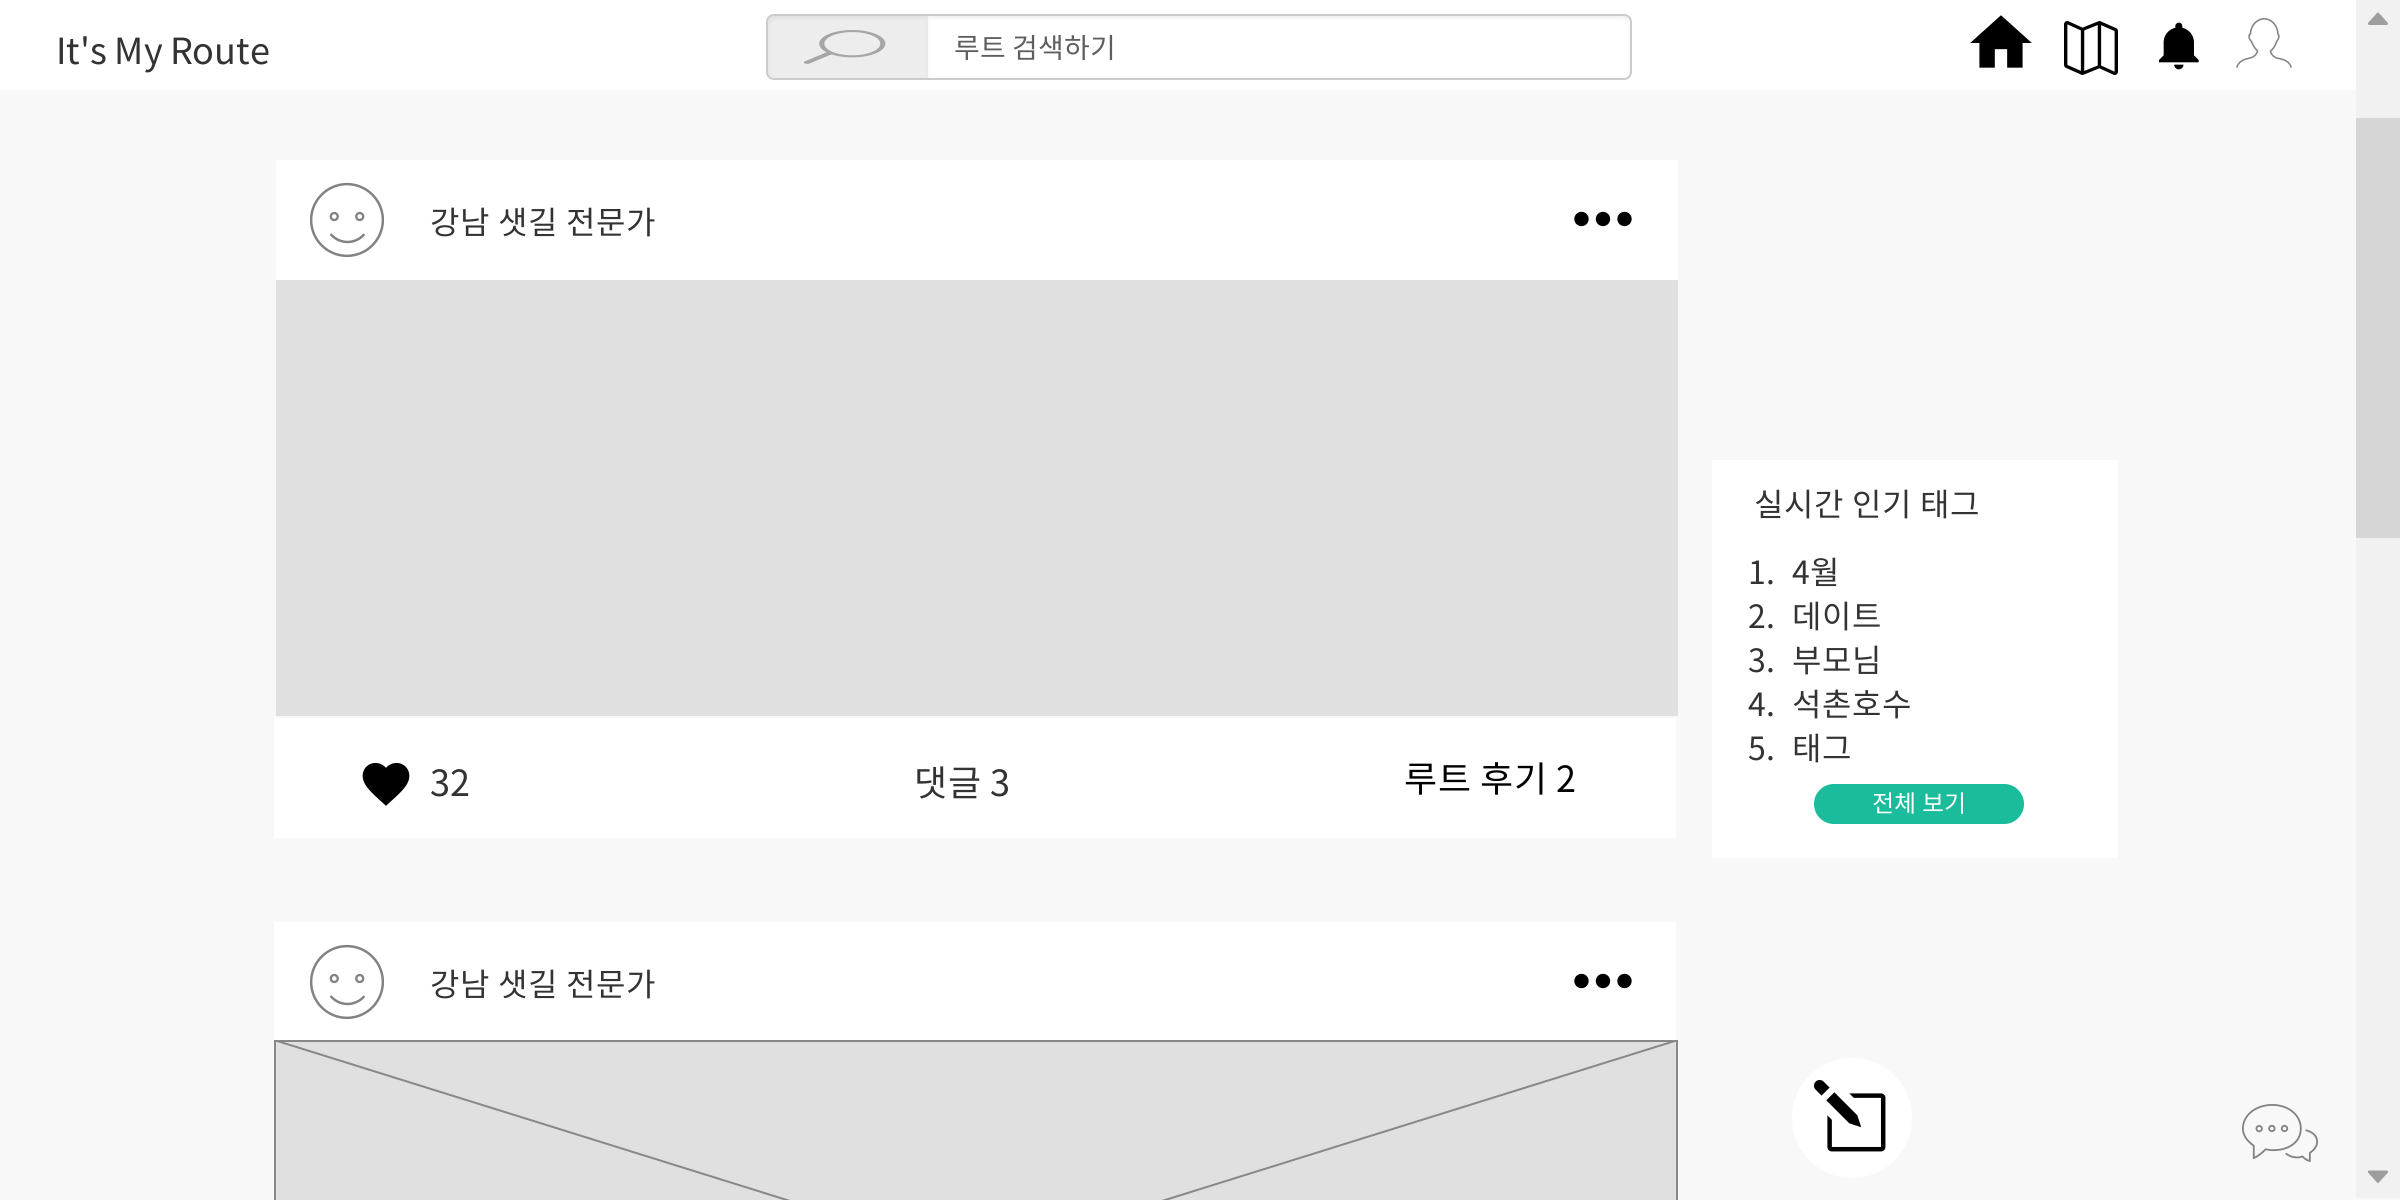 It's My Route
루트 검색하기
강남 샛길 전문가
32
댓글 3
루트 후기 2
실시간 인기 태그
1. 4월
2. 데이트
3. 부모님
4. 석촌호수
5. 태그
전체 보기
강남 샛길 전문가